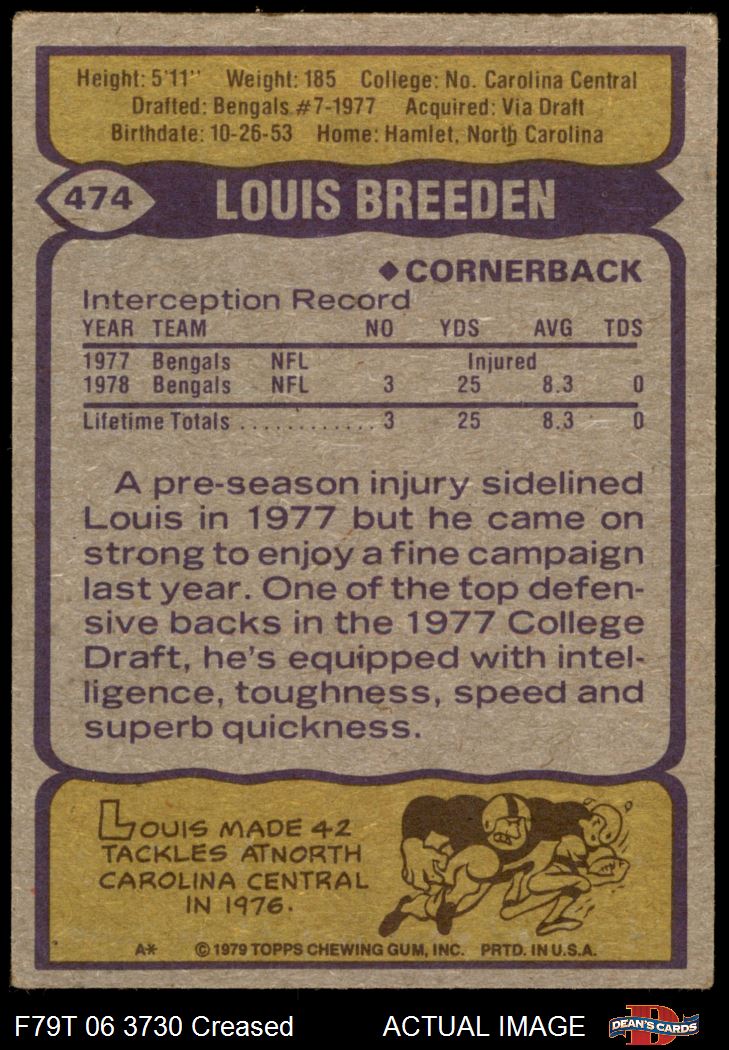 Height: 5'11" Weight: 185 College: No. Carolina Central
Drafted: Bengals #7-1977 Acquired: Via Draft
Birthdate: 10-26-53 Home: Hamlet, North Carolina
474 LOUIS BREEDEN
◆ CORNERBACK
Interception Record
YEAR TEAM NO YDS AVG TDS
1977 Bengals NFL Injured
1978 Bengals NFL 3 25 8.3 0
Lifetime Totals ............ 3 25 8.3 0
A pre-season injury sidelined
Louis in 1977 but he came on
strong to enjoy a fine campaign
last year. One of the top defen-
sive backs in the 1977 College
Draft, he's equipped with intel-
ligence, toughness, speed and
superb quickness.
LOUIS MADE 42
TACKLES AT NORTH
CAROLINA CENTRAL
IN 1976.
A* © 1979 TOPPS CHEWING GUM, INC. PRTD. IN U.S.A.
F79T 06 3730 Creased ACTUAL IMAGE D DEAN'S CARDS